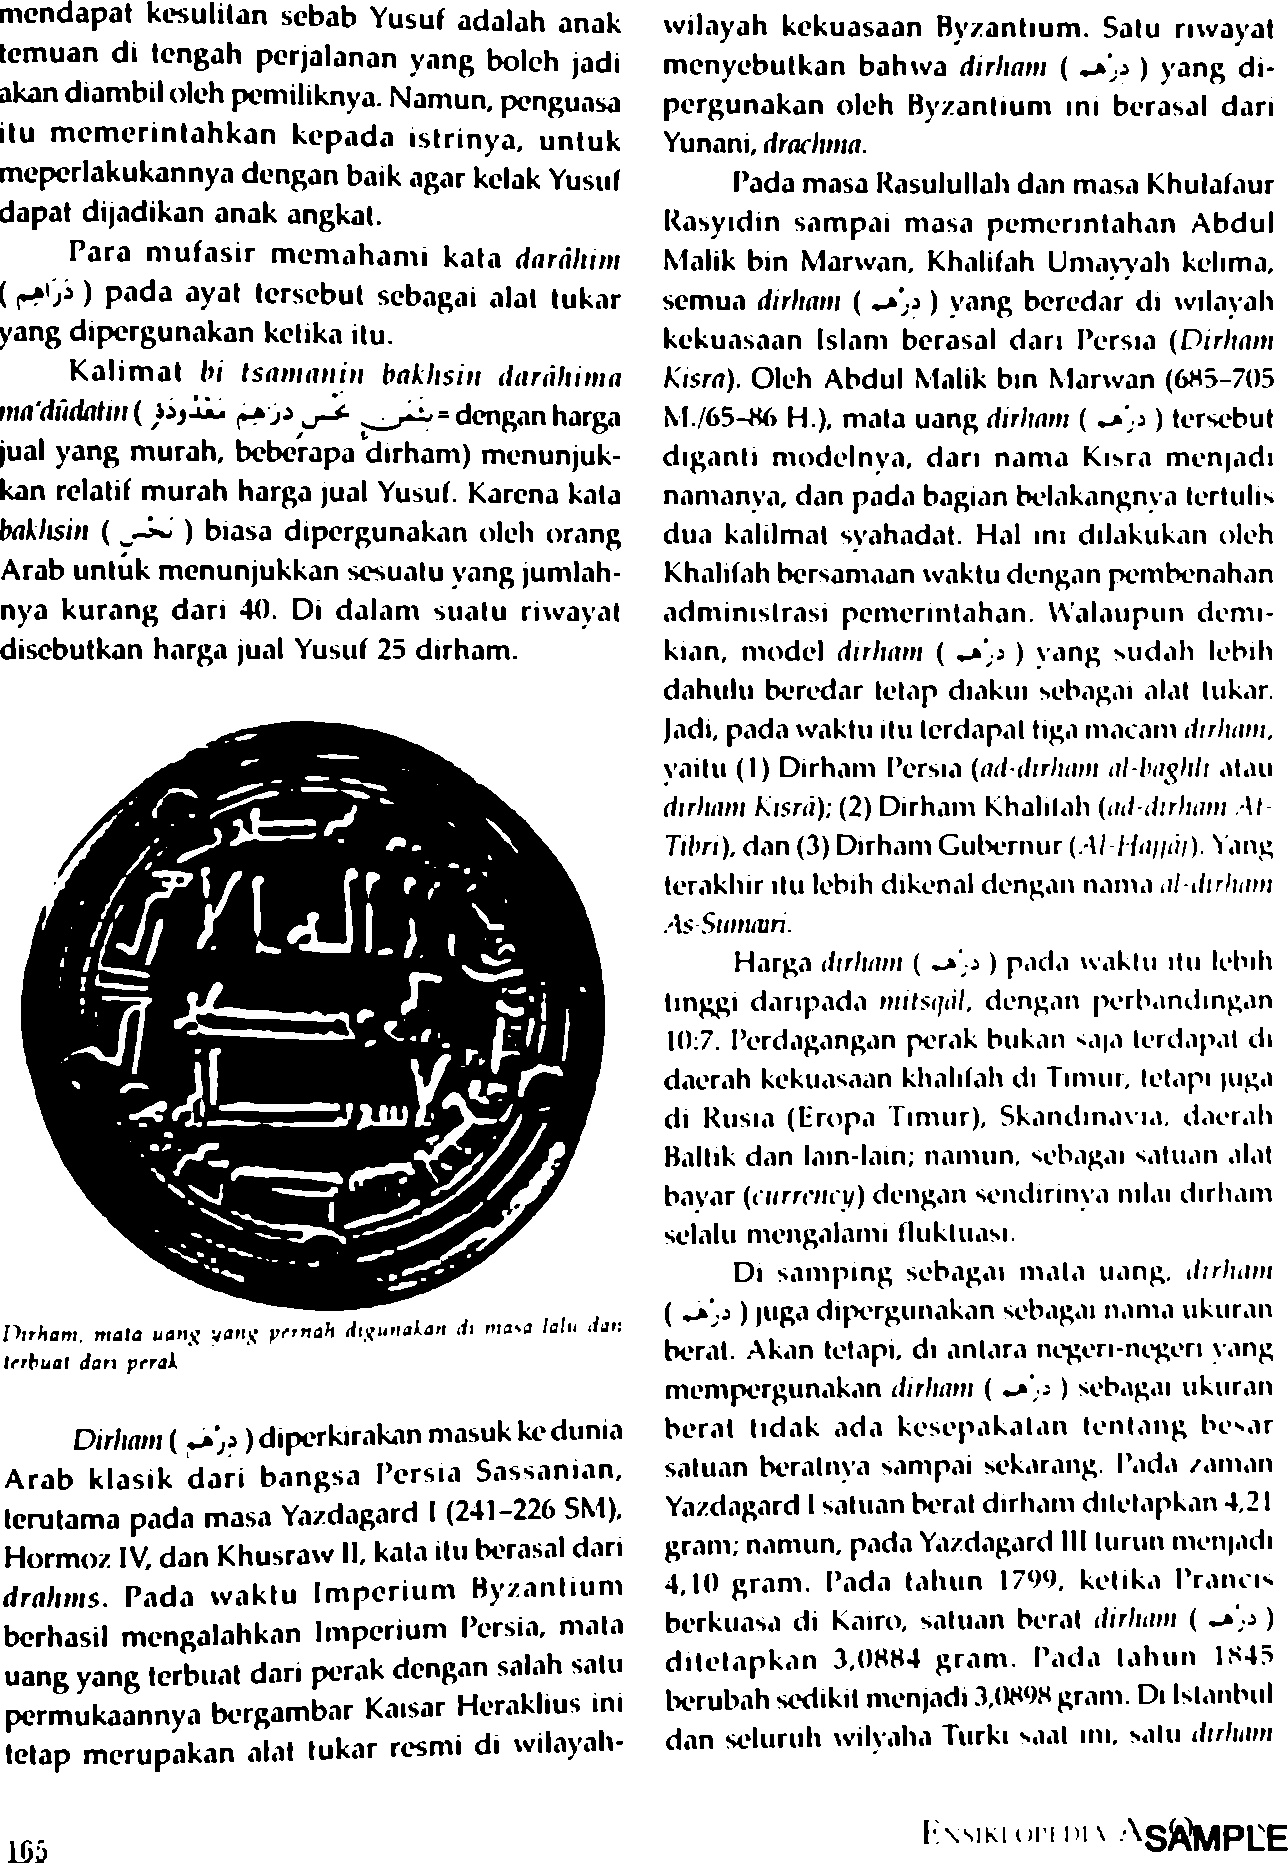 mendapat kesulitan sebab Yusuf adalah anak
temuan di tengah perjalanan yang boleh jadi
akan diambil oleh pemiliknya. Namun, penguasa
itu memerintahkan kepada istrinya, untuk
meperlakukannya dengan baik agar kelak Yusuf
dapat dijadikan anak angkat.
Para mufasir memahami kata darâhim
( دَرَاهِم ) pada ayat tersebut sebagai alat tukar
yang dipergunakan ketika itu.
Kalimat bi tsamanin bakhsin darâhima
ma'dûdatin ( بثمن بخس دراهم معدودة = dengan harga
jual yang murah, beberapa dirham) menunjuk-
kan relatif murah harga jual Yusuf. Karena kata
bakhsin ( بَخْس ) biasa dipergunakan oleh orang
Arab untuk menunjukkan sesuatu yang jumlah-
nya kurang dari 40. Di dalam suatu riwayat
disebutkan harga jual Yusuf 25 dirham.
Dirham, mata uang yang pernah digunakan di masa lalu dan
terbuat dari perak
Dirham ( دِرْهَم ) diperkirakan masuk ke dunia
Arab klasik dari bangsa Persia Sassanian,
terutama pada masa Yazdagard I (241-226 SM),
Hormoz IV, dan Khusraw II, kata itu berasal dari
drahms. Pada waktu Imperium Byzantium
berhasil mengalahkan Imperium Persia, mata
uang yang terbuat dari perak dengan salah satu
permukaannya bergambar Kaisar Heraklius ini
tetap merupakan alat tukar resmi di wilayah-
wilayah kekuasaan Byzantium. Satu riwayat
menyebutkan bahwa dirham ( دِرْهَم ) yang di-
pergunakan oleh Byzantium ini berasal dari
Yunani, drachma.
Pada masa Rasulullah dan masa Khulafaur
Rasyidin sampai masa pemerintahan Abdul
Malik bin Marwan, Khalifah Umayyah kelima,
semua dirham ( دِرْهَم ) yang beredar di wilayah
kekuasaan Islam berasal dari Persia (Dirham
Kisra). Oleh Abdul Malik bin Marwan (685-705
M./65-86 H.), mata uang dirham ( دِرْهَم ) tersebut
diganti modelnya, dari nama Kisra menjadi
namanya, dan pada bagian belakangnya tertulis
dua kalilmat syahadat. Hal ini dilakukan oleh
Khalifah bersamaan waktu dengan pembenahan
administrasi pemerintahan. Walaupun demi-
kian, model dirham ( دِرْهَم ) yang sudah lebih
dahulu beredar tetap diakui sebagai alat tukar.
Jadi, pada waktu itu terdapat tiga macam dirham,
yaitu (1) Dirham Persia (ad-dirham al-baghli atau
dirham Kisrâ); (2) Dirham Khalifah (ad-dirham At-
Tibri), dan (3) Dirham Gubernur (Al-Hajjâj). Yang
terakhir itu lebih dikenal dengan nama al-dirham
As-Sumairi.
Harga dirham ( دِرْهَم ) pada waktu itu lebih
tinggi daripada mitsqâl, dengan perbandingan
10:7. Perdagangan perak bukan saja terdapat di
daerah kekuasaan khalifah di Timur, tetapi juga
di Rusia (Eropa Timur), Skandinavia, daerah
Baltik dan lain-lain; namun, sebagai satuan alat
bayar (currency) dengan sendirinya nilai dirham
selalu mengalami fluktuasi.
Di samping sebagai mata uang, dirham
( دِرْهَم ) juga dipergunakan sebagai nama ukuran
berat. Akan tetapi, di antara negeri-negeri yang
mempergunakan dirham ( دِرْهَم ) sebagai ukuran
berat tidak ada kesepakatan tentang besar
satuan beratnya sampai sekarang. Pada zaman
Yazdagard I satuan berat dirham ditetapkan 4,21
gram; namun, pada Yazdagard III turun menjadi
4,10 gram. Pada tahun 1799, ketika Prancis
berkuasa di Kairo, satuan berat dirham ( دِرْهَم )
ditetapkan 3,0884 gram. Pada tahun 1845
berubah sedikit menjadi 3,0898 gram. Di Istanbul
dan seluruh wilyaha Turki saat ini, satu dirham
165
ENSIKLOPEDIA
SAMPLE